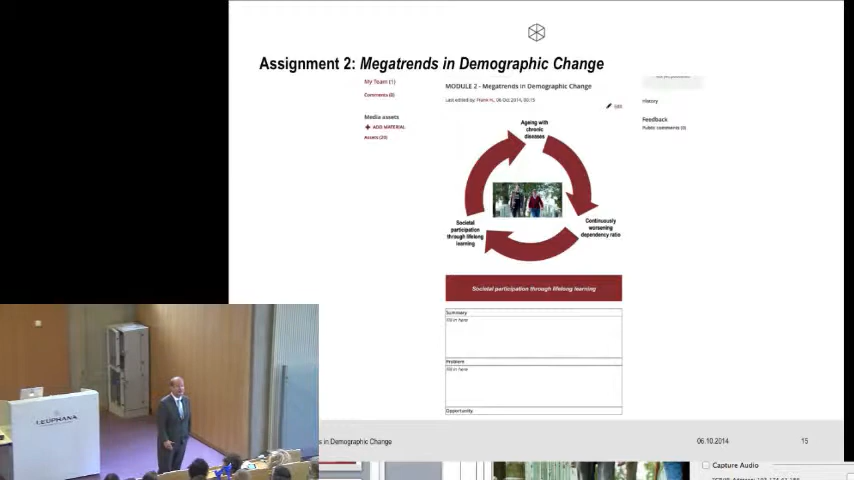 Assignment 2: Megatrends in Demographic Change
My Team (1)
Comments (0)
Media assets
ADD MATERIAL
Assets (20)
MODULE 2 - Megatrends in Demographic Change
Last edited by: Frank H., 06 Oct 2014, 00:15
Edit
History
Feedback
Public comments (0)
Ageing with
chronic
diseases
Continuously
worsening
dependency ratio
Societal
participation
through lifelong
learning
Societal participation through lifelong learning
Summary
Fill in here
Problem
Fill in here
Opportunity
LEUPHANA
s in Demographic Change
06.10.2014
15
Capture Audio